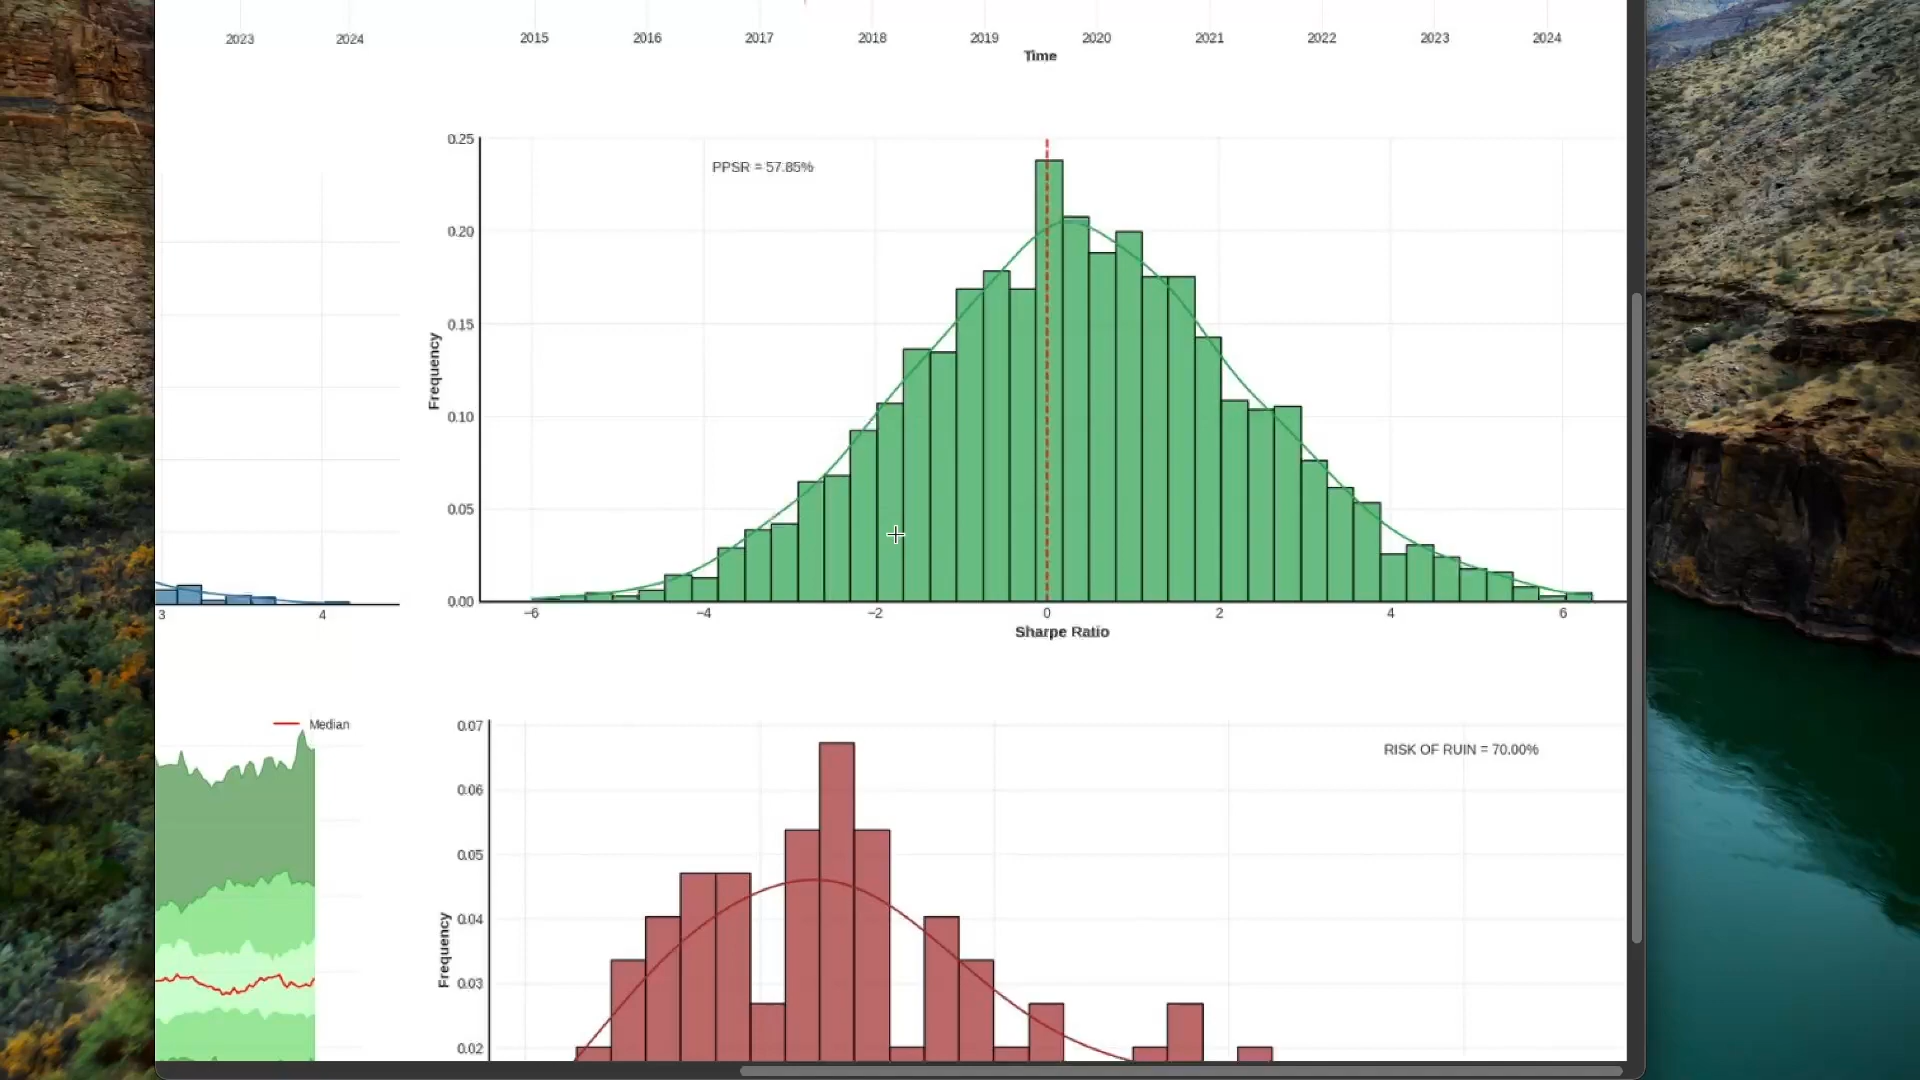 2023 2024 2015 2016 2017 2018 2019 2020 2021 2022 2023 2024
Time
0.25
PPSR = 57.85%
0.20
0.15
Frequency
0.10
0.05
0.00
3 4 −6 −4 −2 0 2 4 6
Sharpe Ratio
Median
0.07
RISK OF RUIN = 70.00%
0.06
0.05
0.04
Frequency
0.03
0.02